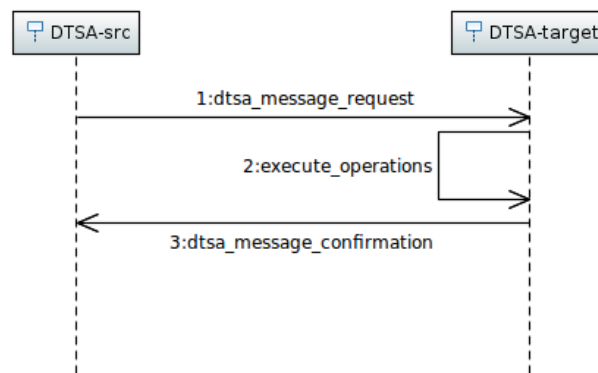 DTSA-src
DTSA-target
1:dtsa_message_request
2:execute_operations
3:dtsa_message_confirmation